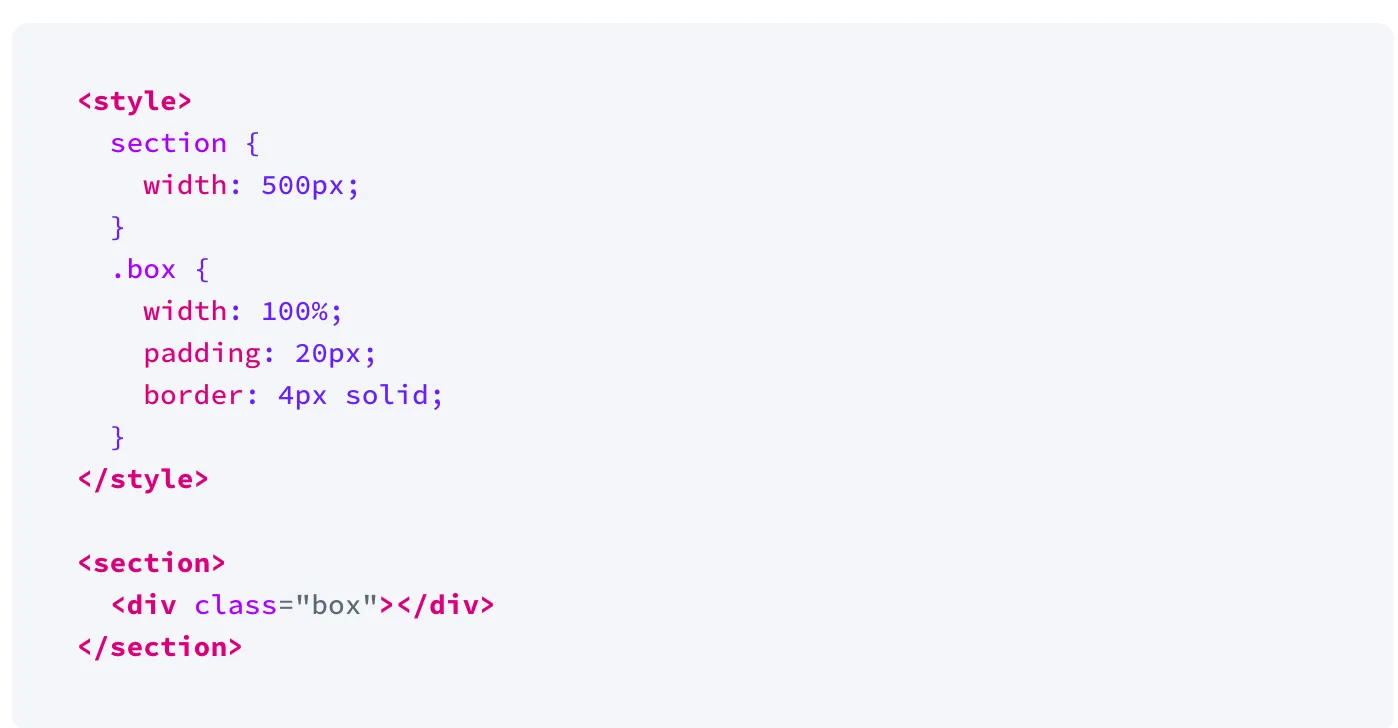 <style>
  section {
    width: 500px;
  }
  .box {
    width: 100%;
    padding: 20px;
    border: 4px solid;
  }
</style>

<section>
  <div class="box"></div>
</section>